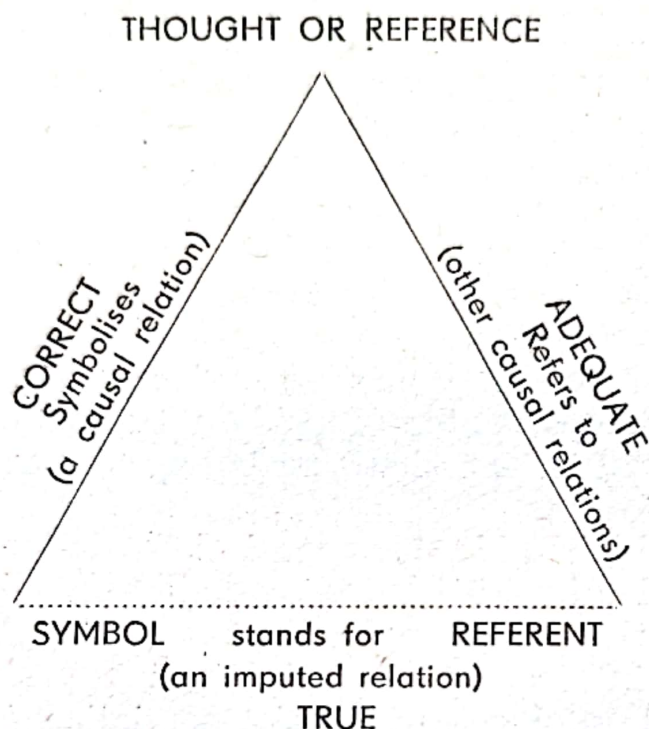 THOUGHT OR REFERENCE
CORRECT
Symbolises
(a causal relation)
ADEQUATE
Refers to
(other causal relations)
SYMBOL stands for REFERENT
(an imputed relation)
TRUE